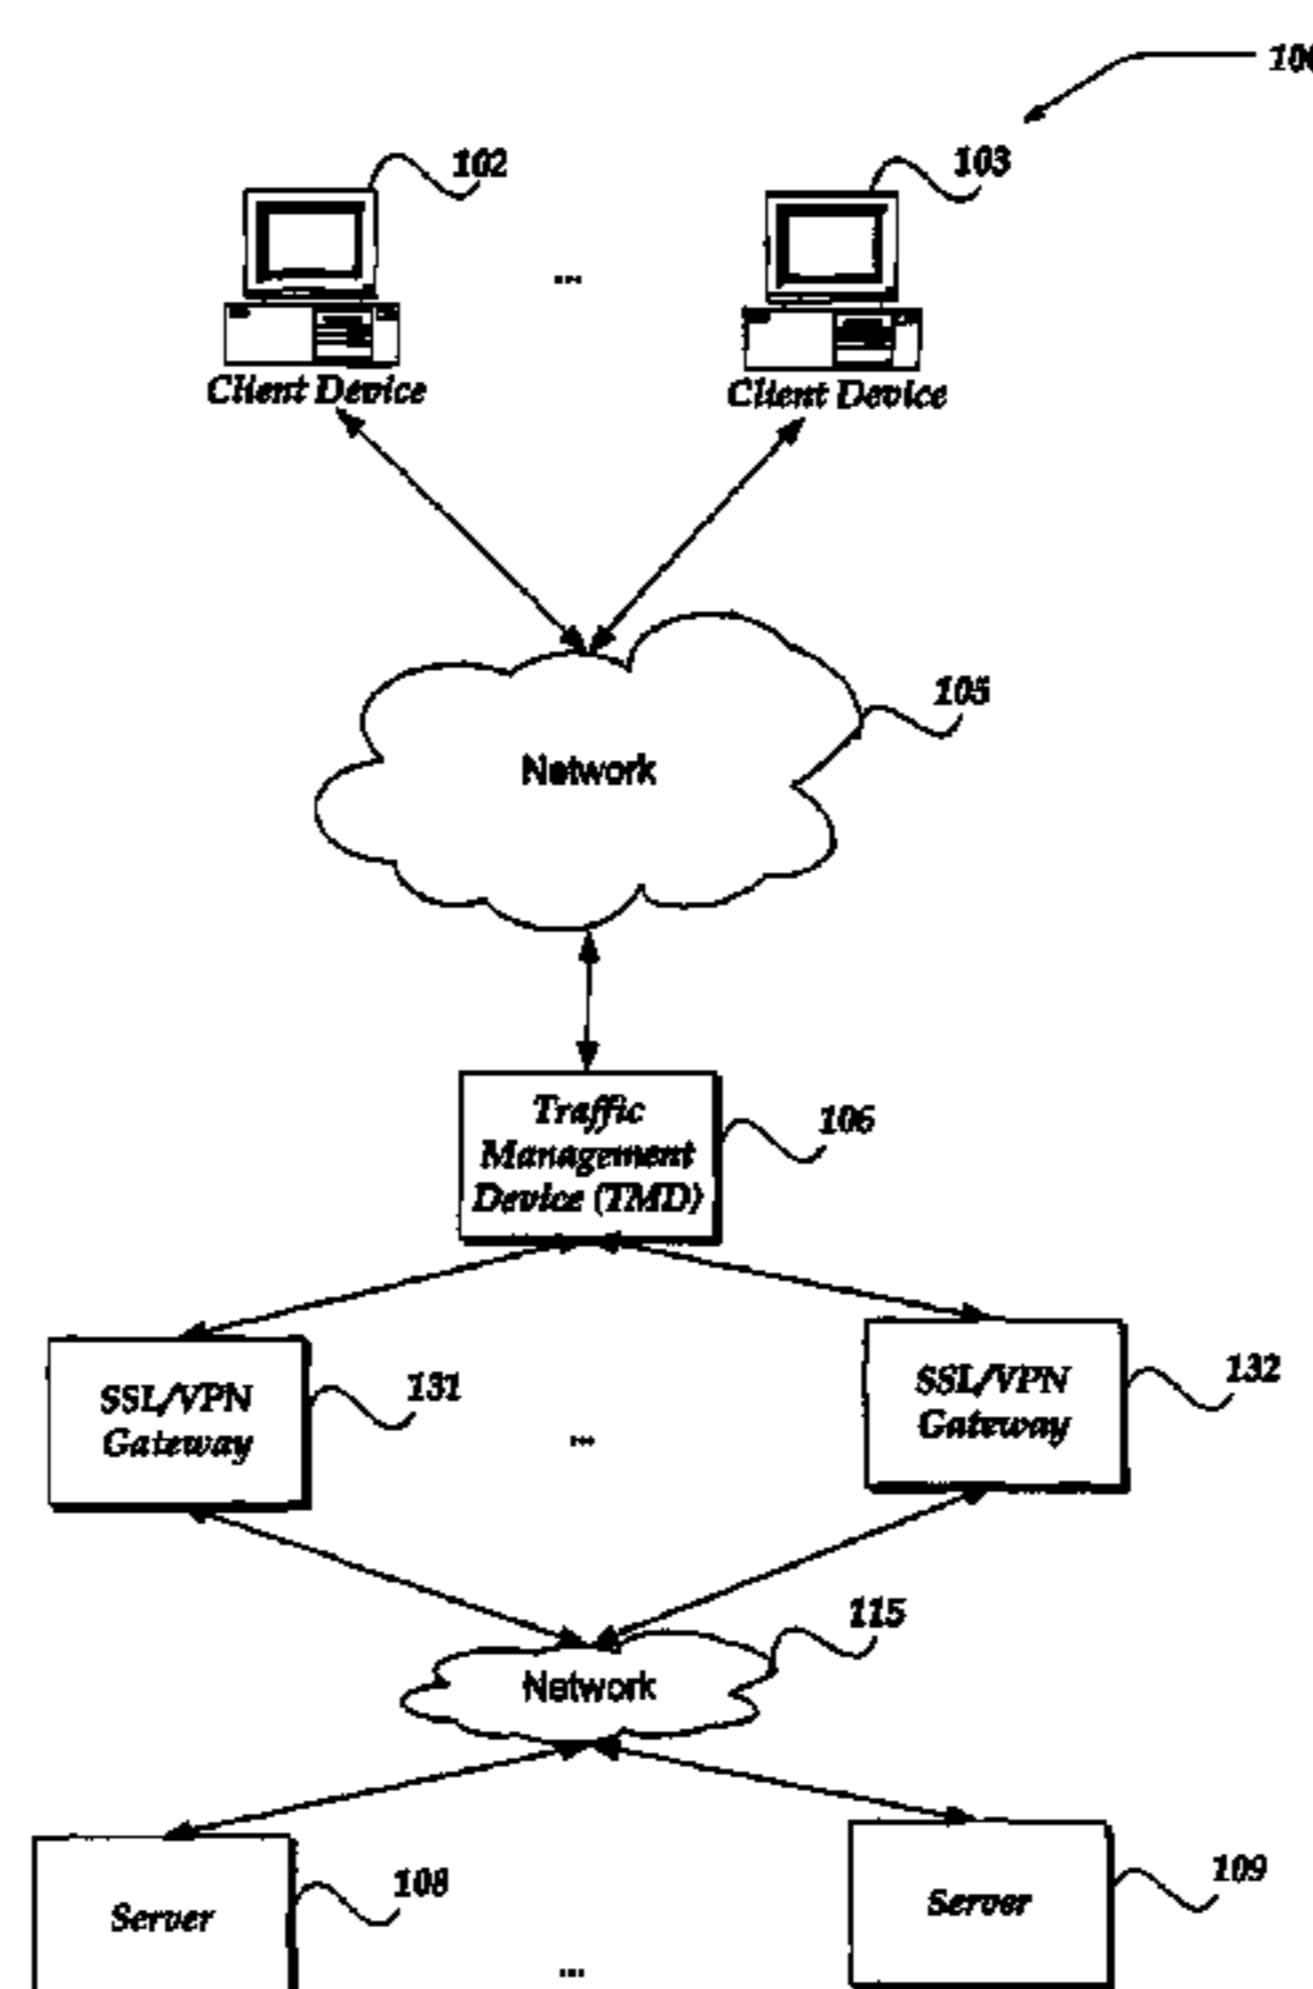 100
102
103
...
Client Device
Client Device
105
Network
Traffic
Management
Device (TMD)
106
SSL/VPN
Gateway
131
...
SSL/VPN
Gateway
132
115
Network
Server
108
...
Server
109